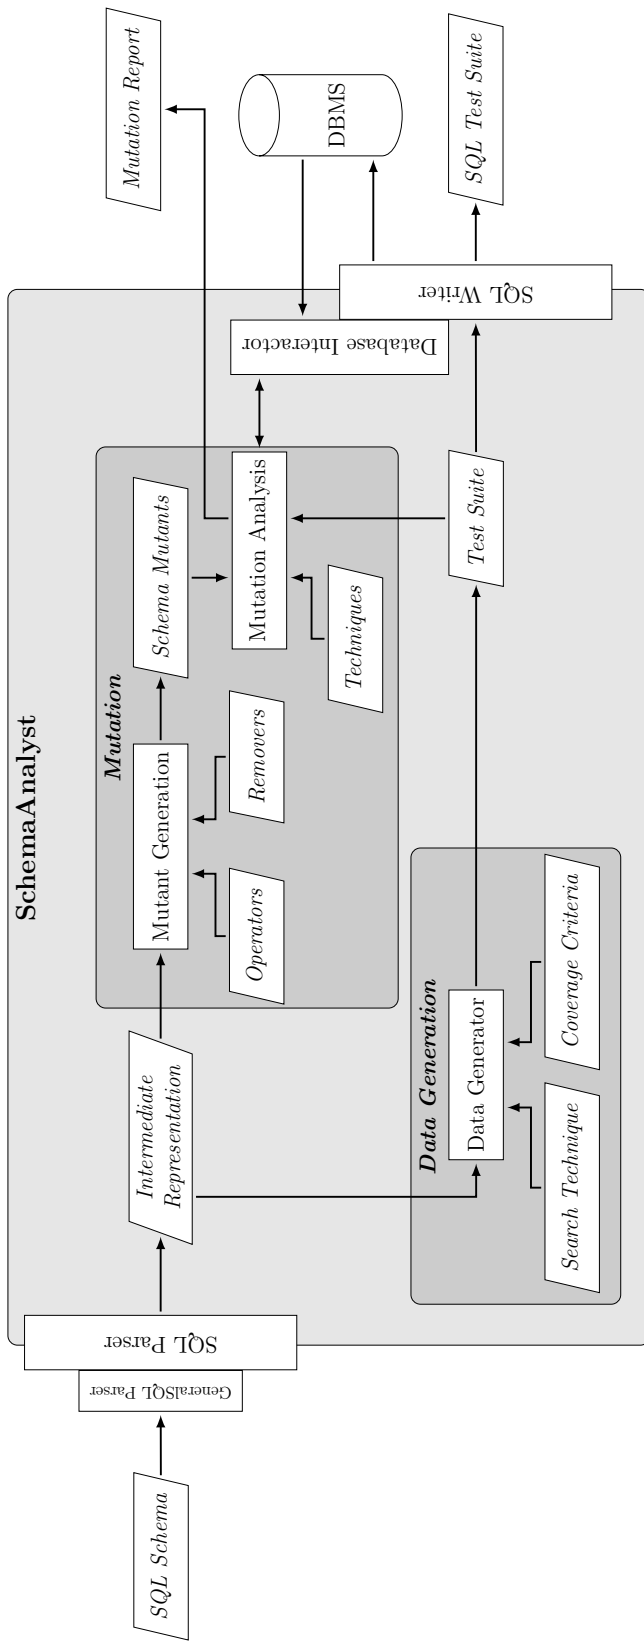 SchemaAnalyst
SQL Schema
GeneralSQL Parser
SQL Parser
Intermediate
Representation
Mutation
Mutant Generation
Operators
Removers
Schema Mutants
Mutation Analysis
Techniques
Mutation Report
Database Interactor
DBMS
Data Generation
Data Generator
Search Technique
Coverage Criteria
Test Suite
SQL Writer
SQL Test Suite